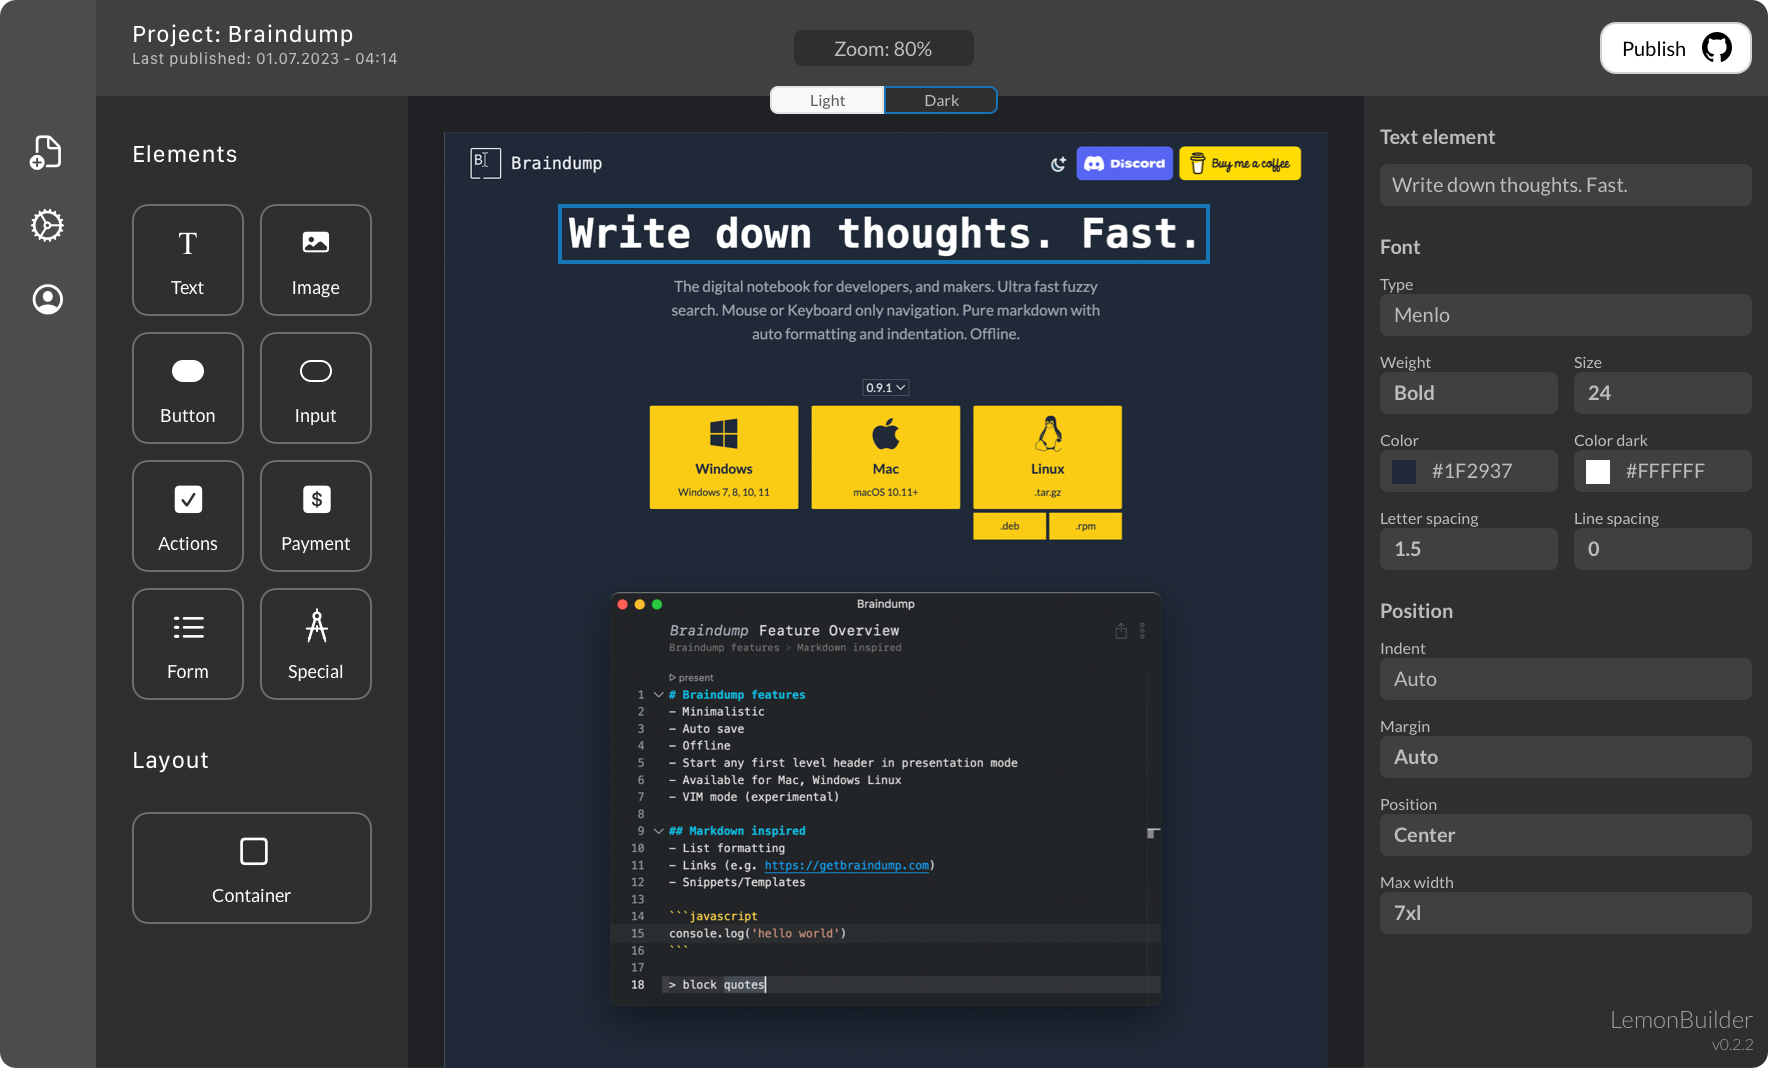 Project: Braindump
Last published: 01.07.2023 - 04:14
Zoom: 80%
Publish
Light
Dark
Elements
Text
Image
Button
Input
Actions
$
Payment
Form
Special
Layout
Container
B
Braindump
Discord
Buy me a coffee
Write down thoughts. Fast.
The digital notebook for developers, and makers. Ultra fast fuzzy
search. Mouse or Keyboard only navigation. Pure markdown with
auto formatting and indentation. Offline.
0.9.1
Windows
Windows 7, 8, 10, 11
Mac
macOS 10.11+
Linux
.tar.gz
.deb
.rpm
Braindump
Braindump Feature Overview
Braindump features > Markdown inspired
present
1 # Braindump features
2 - Minimalistic
3 - Auto save
4 - Offline
5 - Start any first level header in presentation mode
6 - Available for Mac, Windows Linux
7 - VIM mode (experimental)
8
9 ## Markdown inspired
10 - List formatting
11 - Links (e.g. https://getbraindump.com)
12 - Snippets/Templates
13
14 ```javascript
15 console.log('hello world')
16 ```
17
18 > block quotes
Text element
Write down thoughts. Fast.
Font
Type
Menlo
Weight
Bold
Size
24
Color
#1F2937
Color dark
#FFFFFF
Letter spacing
1.5
Line spacing
0
Position
Indent
Auto
Margin
Auto
Position
Center
Max width
7xl
LemonBuilder
v0.2.2